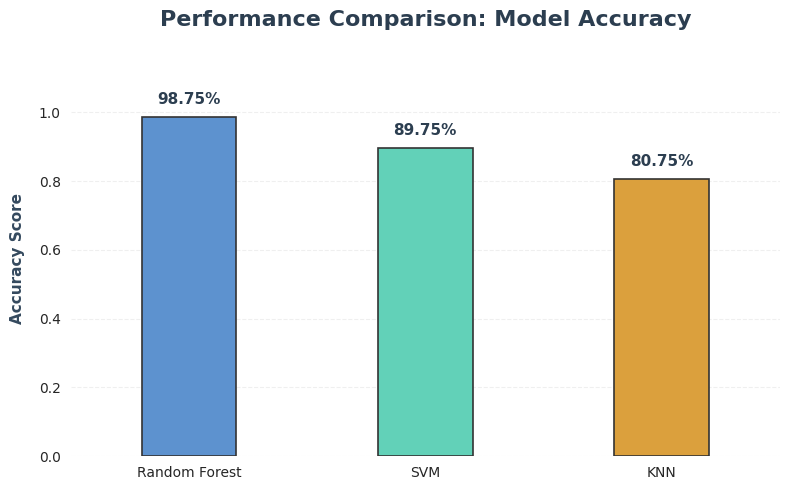 Performance Comparison: Model Accuracy
98.75%
89.75%
80.75%
Accuracy Score
1.0
0.8
0.6
0.4
0.2
0.0
Random Forest
SVM
KNN